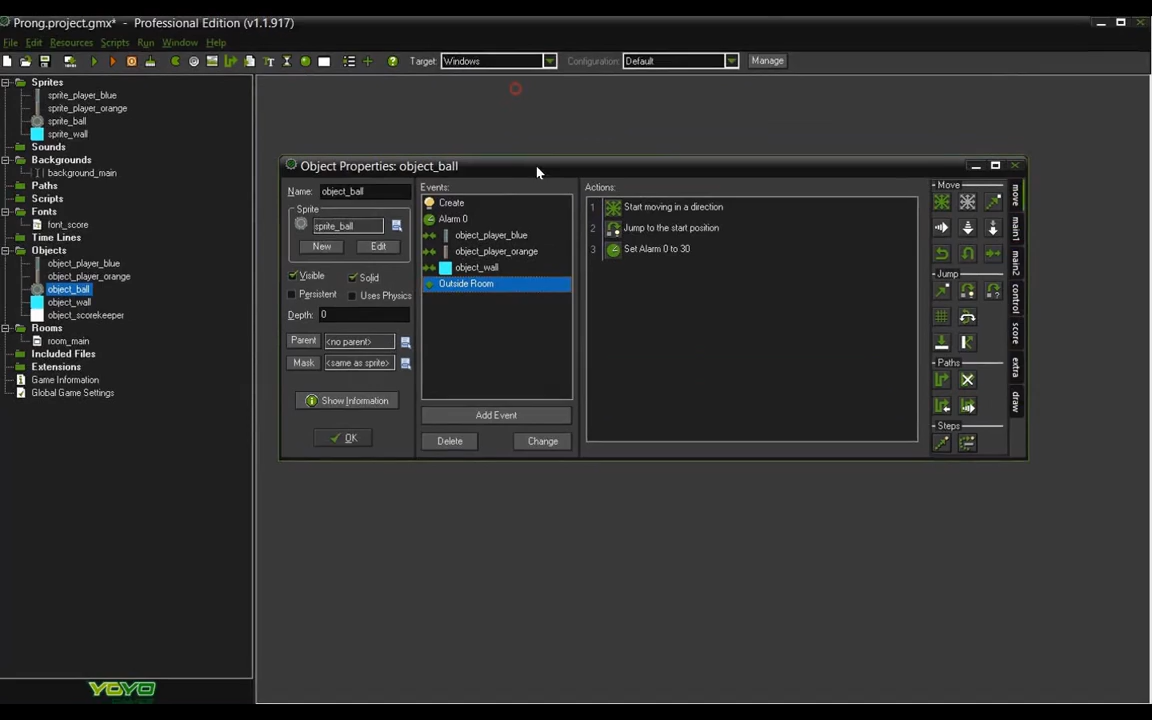 Prong.project.gmx* - Professional Edition (v1.1.917)
File Edit Resources Scripts Run Window Help
Target: Windows Configuration: Default Manage
Sprites
sprite_player_blue
sprite_player_orange
sprite_ball
sprite_wall
Sounds
Backgrounds
background_main
Paths
Scripts
Fonts
font_score
Time Lines
Objects
object_player_blue
object_player_orange
object_ball
object_wall
object_scorekeeper
Rooms
room_main
Included Files
Extensions
Game Information
Global Game Settings
YOYO
Object Properties: object_ball
Name: object_ball
Sprite
sprite_ball
New Edit
Visible Solid
Persistent Uses Physics
Depth: 0
Parent <no parent>
Mask <same as sprite>
Show Information
OK
Events:
Create
Alarm 0
object_player_blue
object_player_orange
object_wall
Outside Room
Add Event
Delete Change
Actions:
1 Start moving in a direction
2 Jump to the start position
3 Set Alarm 0 to 30
Move
Jump
Paths
Steps
move
main1
main2
control
score
extra
draw